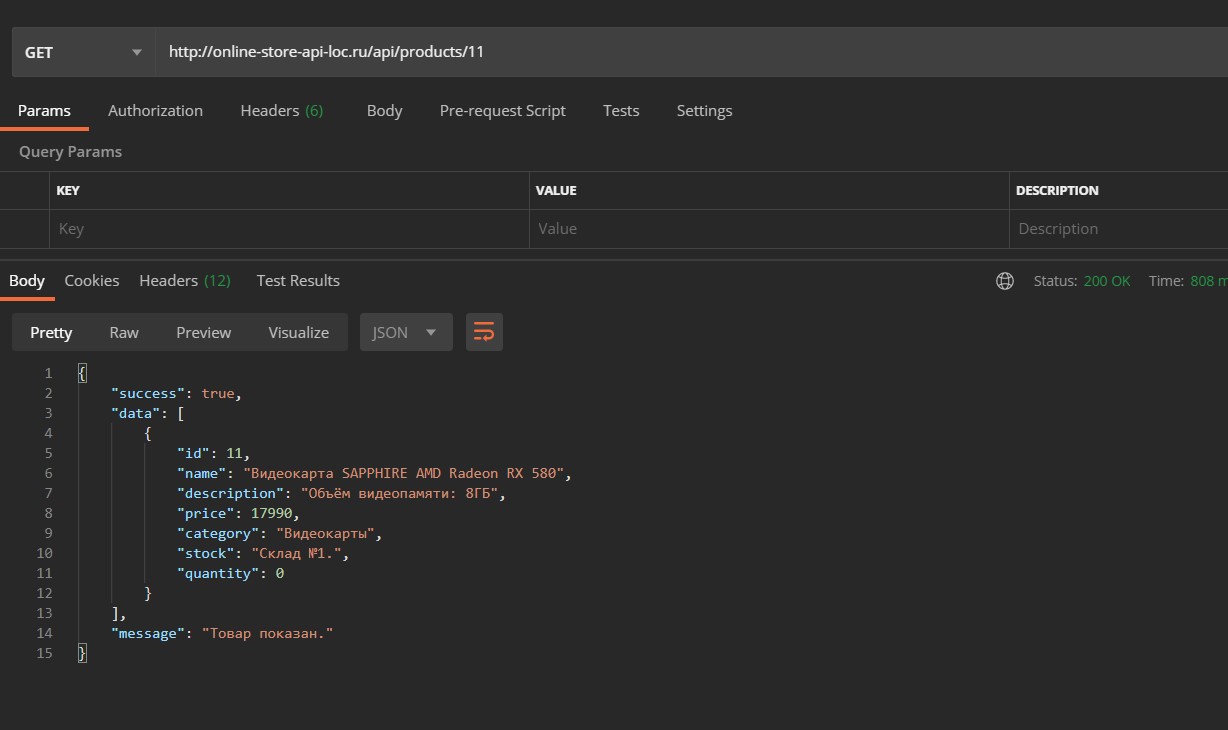 GET http://online-store-api-loc.ru/api/products/11
Params Authorization Headers (6) Body Pre-request Script Tests Settings
Query Params
KEY VALUE DESCRIPTION
Key Value Description
Body Cookies Headers (12) Test Results Status: 200 OK Time: 808 m
Pretty Raw Preview Visualize JSON
1 {
2 "success": true,
3 "data": [
4 {
5 "id": 11,
6 "name": "Видеокарта SAPPHIRE AMD Radeon RX 580",
7 "description": "Объём видеопамяти: 8ГБ",
8 "price": 17990,
9 "category": "Видеокарты",
10 "stock": "Склад №1.",
11 "quantity": 0
12 }
13 ],
14 "message": "Товар показан."
15 }